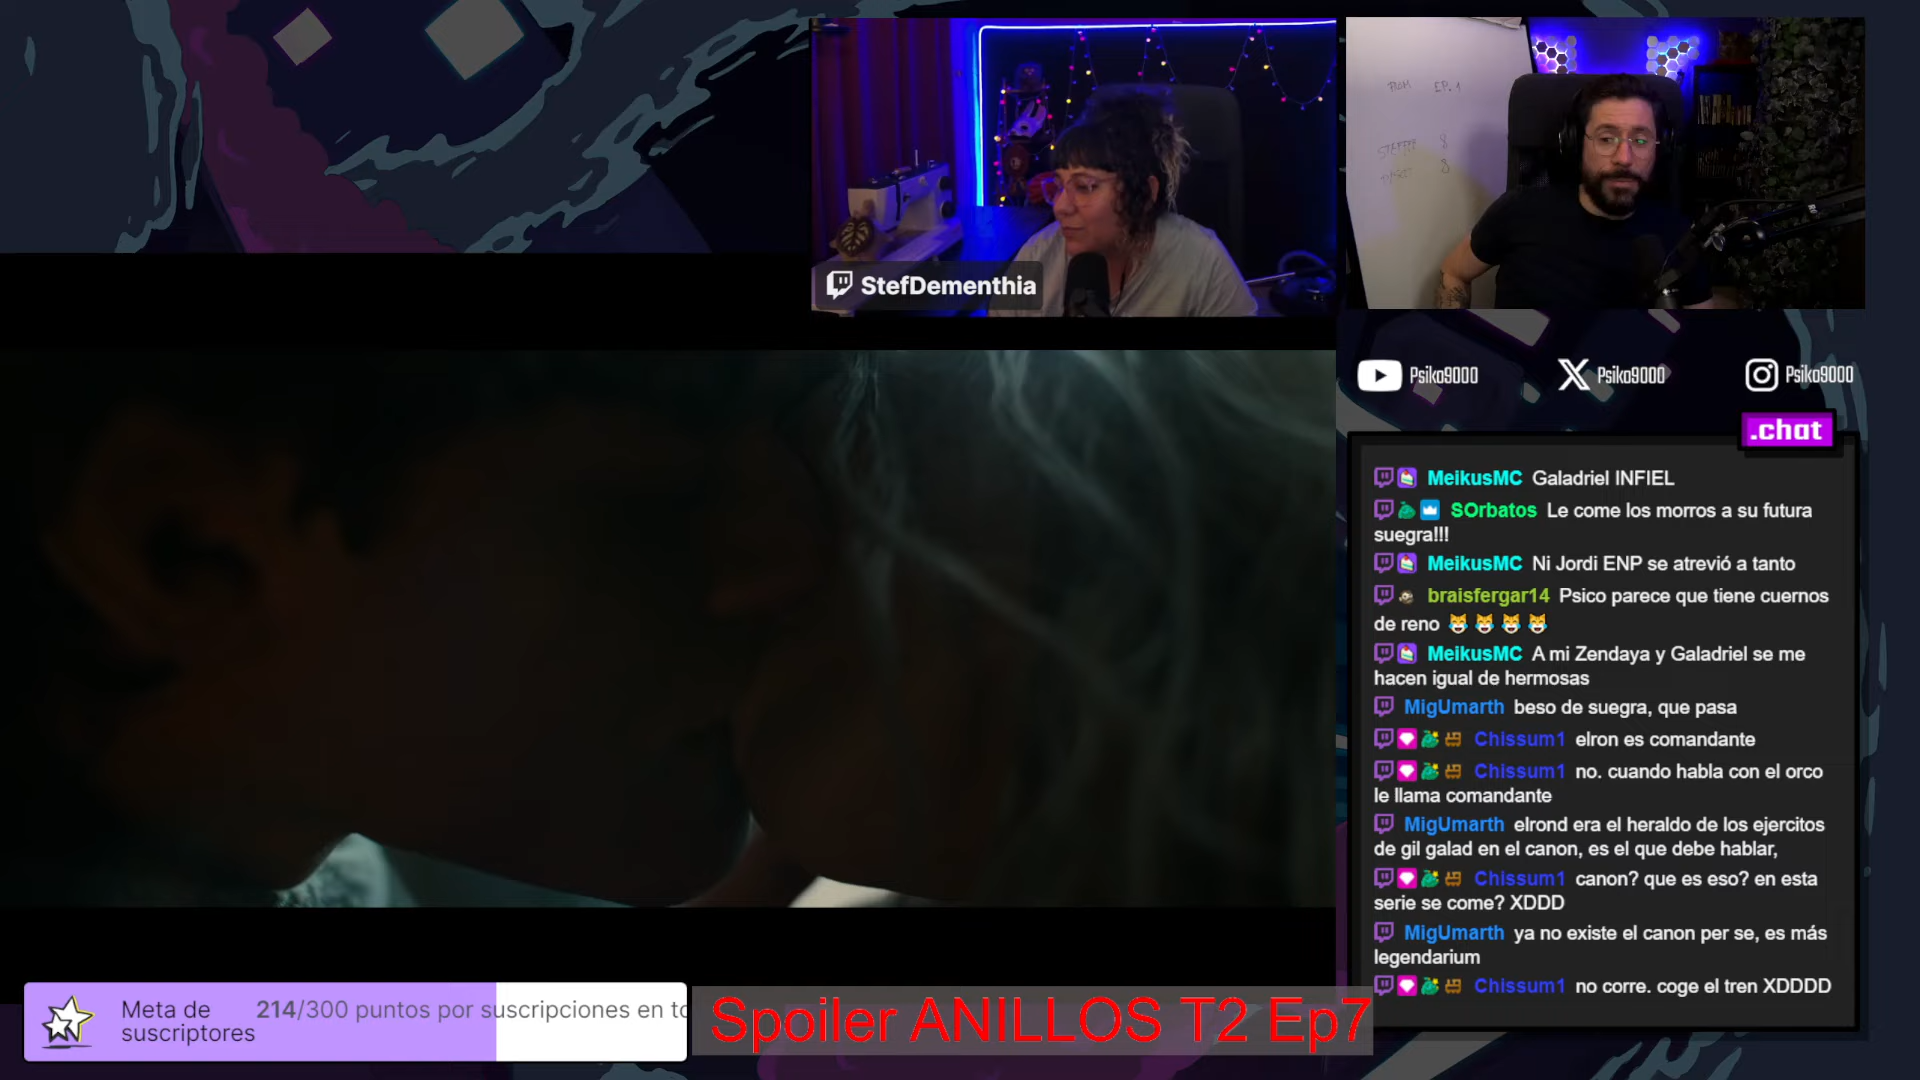 EP. 1
8
8
StefDementhia
Psiko9000
Psiko9000
Psiko9000
.chat
MeikusMC Galadriel INFIEL
SOrbatos Le come los morros a su futura
suegra!!!
MeikusMC Ni Jordi ENP se atrevió a tanto
braisfergar14 Psico parece que tiene cuernos
de reno
MeikusMC A mi Zendaya y Galadriel se me
hacen igual de hermosas
MigUmarth beso de suegra, que pasa
Chissum1 elron es comandante
Chissum1 no. cuando habla con el orco
le llama comandante
MigUmarth elrond era el heraldo de los ejercitos
de gil galad en el canon, es el que debe hablar,
Chissum1 canon? que es eso? en esta
serie se come? XDDD
MigUmarth ya no existe el canon per se, es más
legendarium
Chissum1 no corre. coge el tren XDDDD
Meta de
suscriptores
214/300 puntos por suscripciones en to
Spoiler ANILLOS T2 Ep7